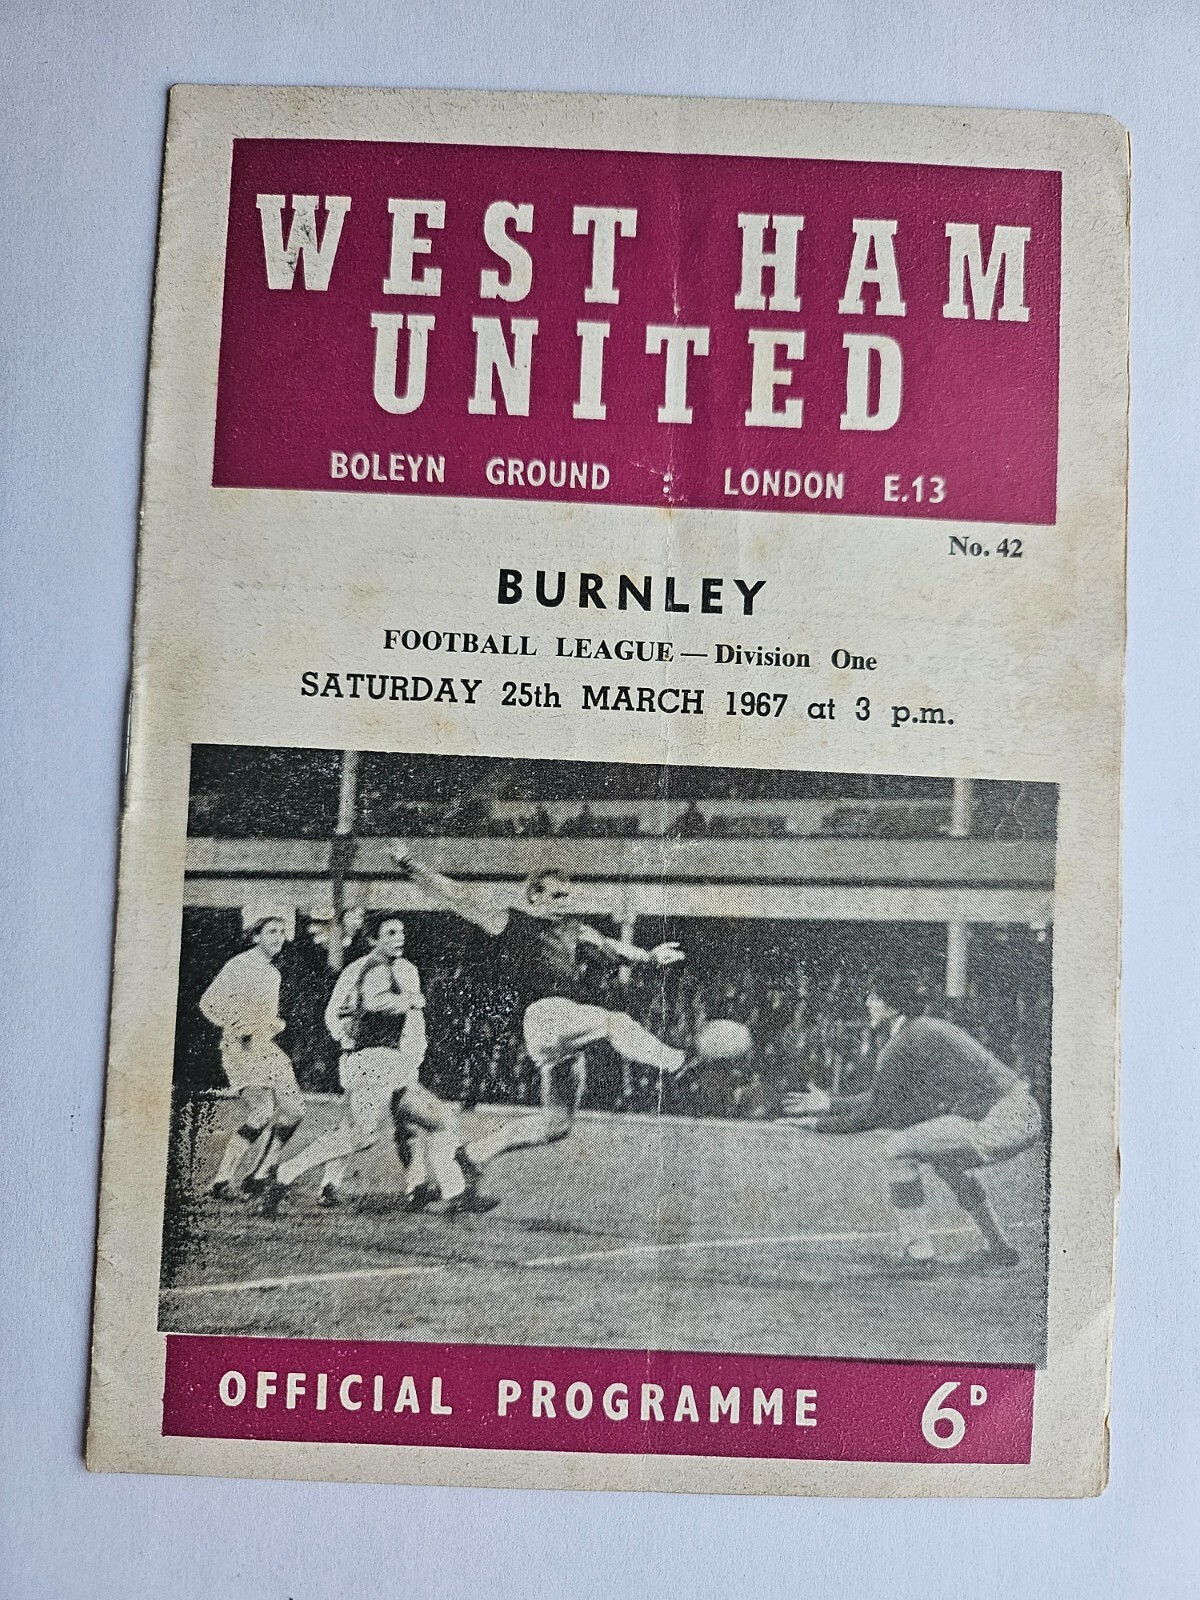 WEST HAM
UNITED
BOLEYN GROUND : LONDON E.13
No. 42
BURNLEY
FOOTBALL LEAGUE — Division One
SATURDAY 25th MARCH 1967 at 3 p.m.
OFFICIAL PROGRAMME 6D